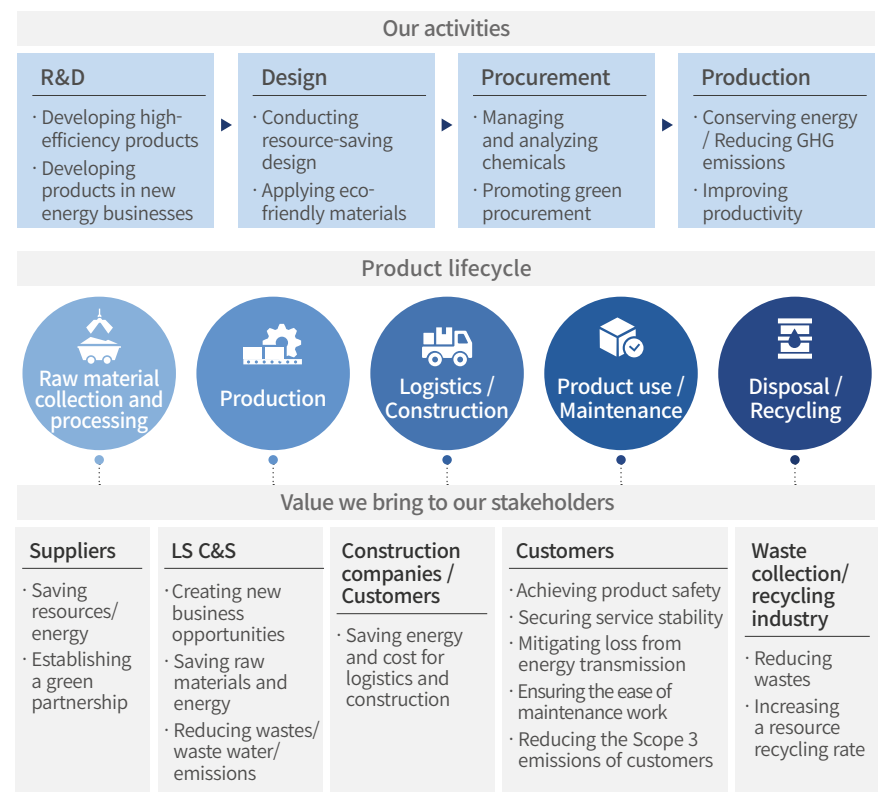 Our activities
R&D
· Developing high-
efficiency products
· Developing
products in new
energy businesses
Design
· Conducting
resource-saving
design
· Applying eco-
friendly materials
Procurement
· Managing
and analyzing
chemicals
· Promoting green
procurement
Production
· Conserving energy
/ Reducing GHG
emissions
· Improving
productivity
Product lifecycle
Raw material
collection and
processing
Production
Logistics /
Construction
Product use /
Maintenance
Disposal /
Recycling
Value we bring to our stakeholders
Suppliers
· Saving
resources/
energy
· Establishing
a green
partnership
LS C&S
· Creating new
business
opportunities
· Saving raw
materials and
energy
· Reducing wastes/
waste water/
emissions
Construction
companies /
Customers
· Saving energy
and cost for
logistics and
construction
Customers
· Achieving product safety
· Securing service stability
· Mitigating loss from
energy transmission
· Ensuring the ease of
maintenance work
· Reducing the Scope 3
emissions of customers
Waste
collection/
recycling
industry
· Reducing
wastes
· Increasing
a resource
recycling rate